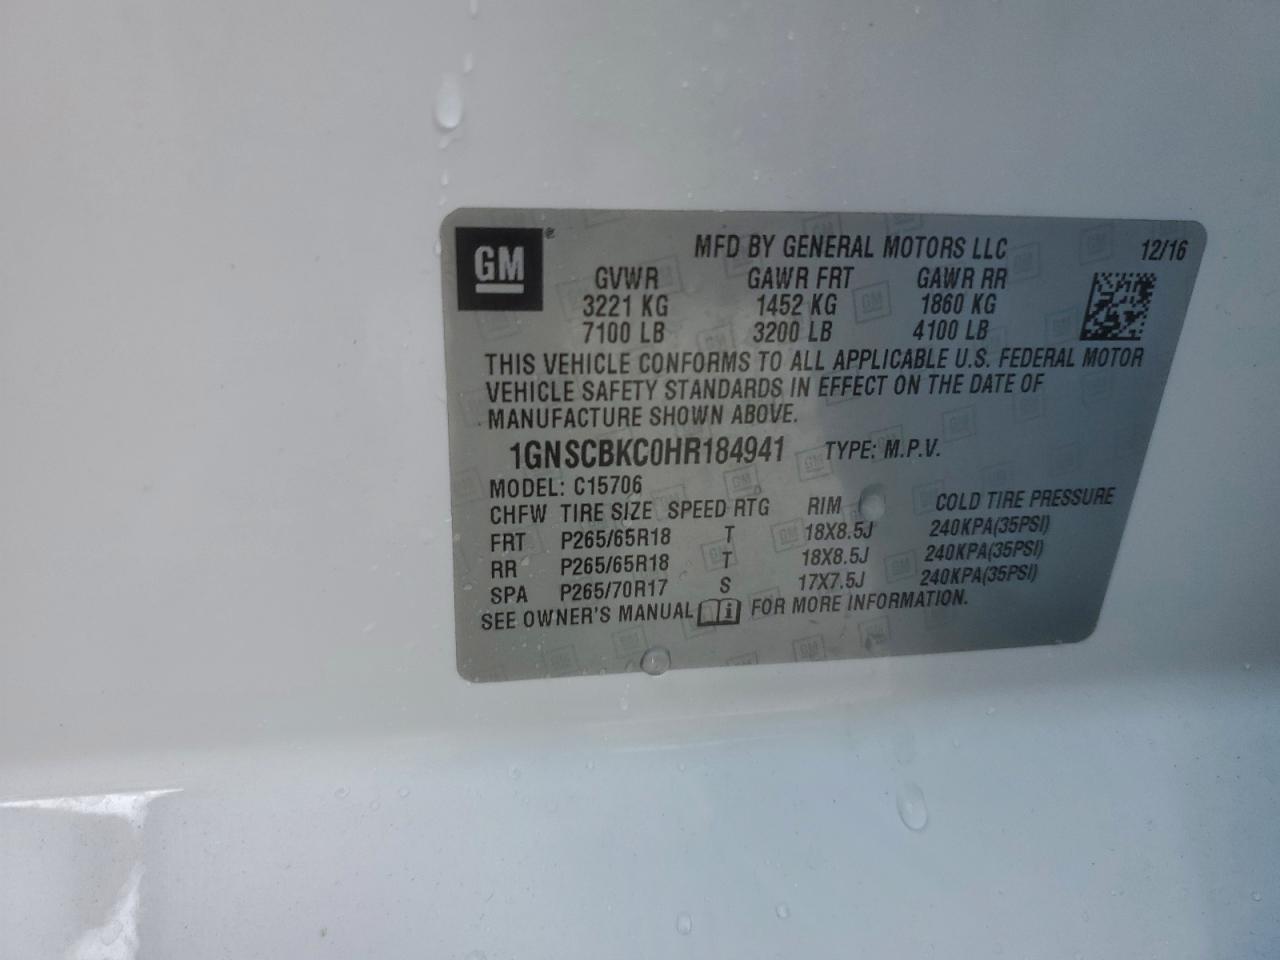 GM®
MFD BY GENERAL MOTORS LLC 12/16
GVWR GAWR FRT GAWR RR
3221 KG 1452 KG 1860 KG
7100 LB 3200 LB 4100 LB
THIS VEHICLE CONFORMS TO ALL APPLICABLE U.S. FEDERAL MOTOR
VEHICLE SAFETY STANDARDS IN EFFECT ON THE DATE OF
MANUFACTURE SHOWN ABOVE.
1GNSCBKC0HR184941 TYPE: M.P.V.
MODEL: C15706
CHFW TIRE SIZE SPEED RTG RIM COLD TIRE PRESSURE
FRT P265/65R18 T 18X8.5J 240KPA(35PSI)
RR P265/65R18 T 18X8.5J 240KPA(35PSI)
SPA P265/70R17 S 17X7.5J 240KPA(35PSI)
SEE OWNER'S MANUAL i FOR MORE INFORMATION.